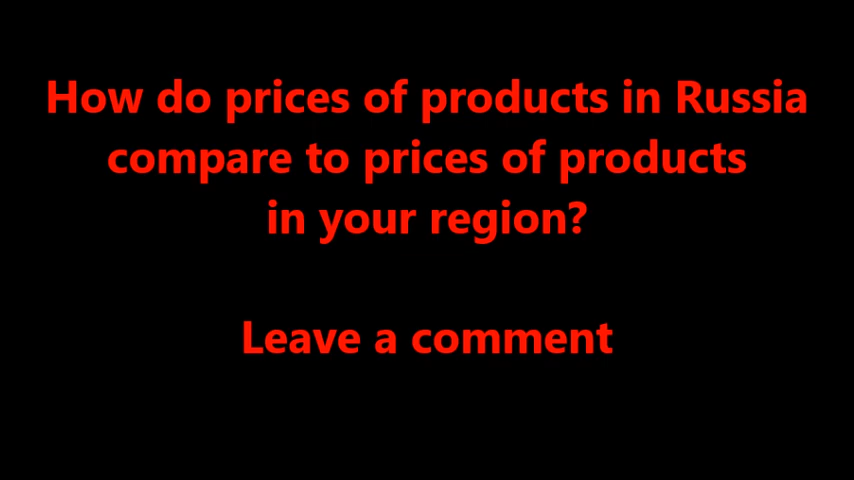 How do prices of products in Russia
compare to prices of products
in your region?
Leave a comment